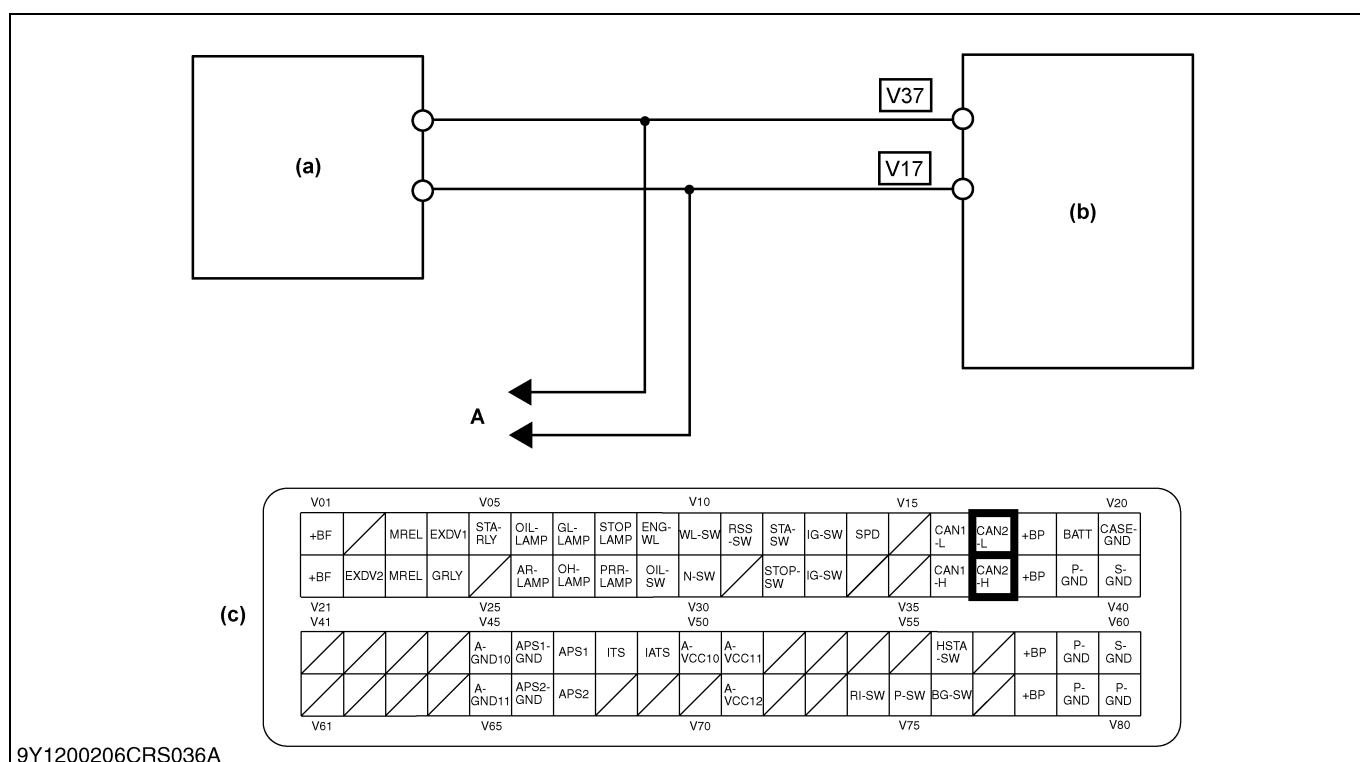 V37
V17
(a)
(b)
A
V01 V05 V10 V15 V20
+BF MREL EXDV1 STA-RLY OIL-LAMP GL-LAMP STOP LAMP ENG-WL WL-SW RSS-SW STA-SW IG-SW SPD CAN1-L CAN2-L +BP BATT CASE-GND
+BF EXDV2 MREL GRLY AR-LAMP OH-LAMP PRR-LAMP OIL-SW N-SW STOP-SW IG-SW CAN1-H CAN2-H +BP P-GND S-GND
(c)
V21 V25 V30 V35 V40
V41 V45 V50 V55 V60
A-GND10 APS1-GND APS1 ITS IATS A-VCC10 A-VCC11 HSTA-SW +BP P-GND S-GND
A-GND11 APS2-GND APS2 A-VCC12 RI-SW P-SW BG-SW +BP P-GND P-GND
V61 V65 V70 V75 V80
9Y1200206CRS036A